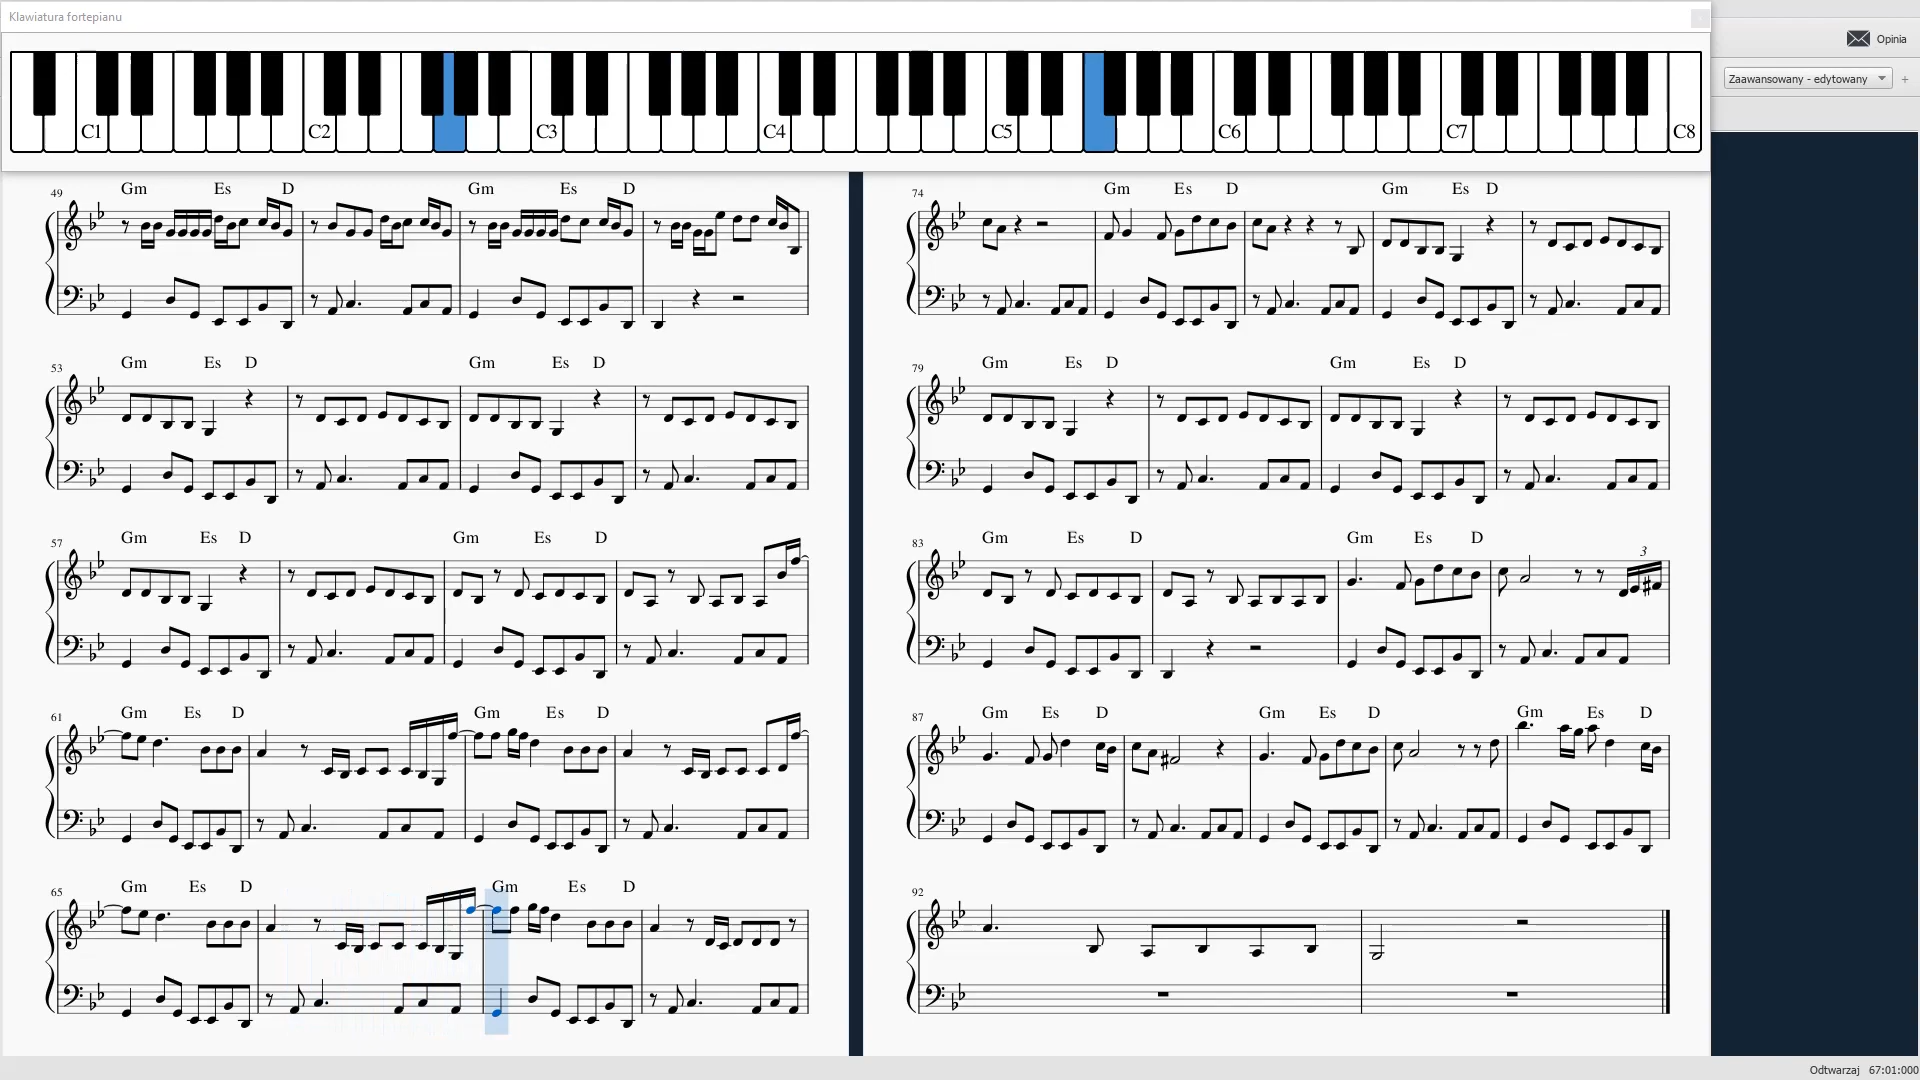 Klawiatura fortepianu
Opinia
Zaawansowany - edytowany +
C1 C2 C3 C4 C5 C6 C7 C8
49 Gm Es D Gm Es D
53 Gm Es D Gm Es D
57 Gm Es D Gm Es D
61 Gm Es D Gm Es D
65 Gm Es D Gm Es D
74 Gm Es D Gm Es D
79 Gm Es D Gm Es D
83 Gm Es D Gm Es D 3
87 Gm Es D Gm Es D Gm Es D
92
Odtwarzaj 67:01:000